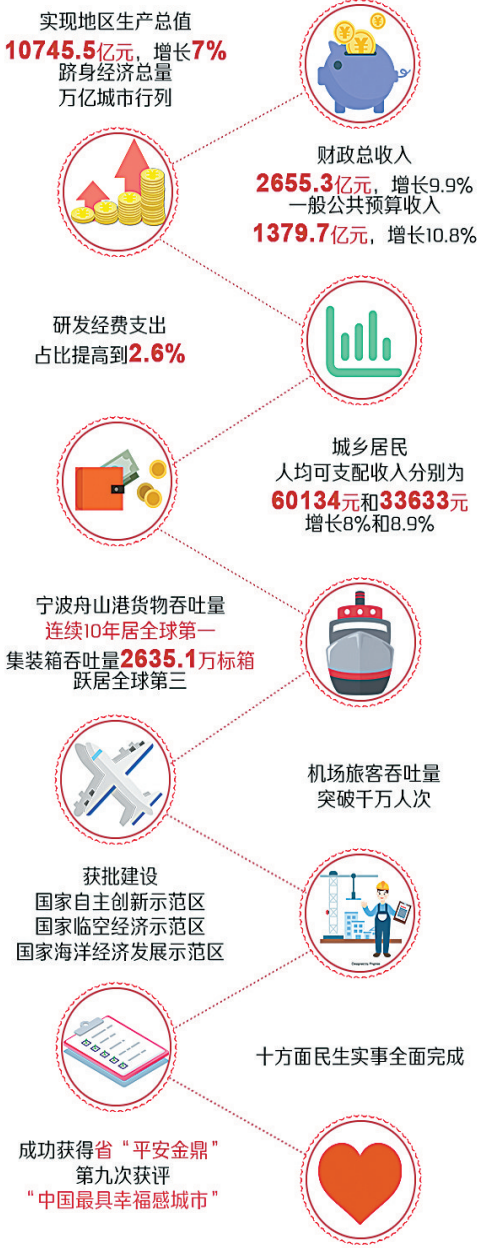 实现地区生产总值
10745.5亿元，增长7%
跻身经济总量
万亿城市行列
财政总收入
2655.3亿元，增长9.9%
一般公共预算收入
1379.7亿元，增长10.8%
研发经费支出
占比提高到2.6%
城乡居民
人均可支配收入分别为
60134元和33633元
增长8%和8.9%
宁波舟山港货物吞吐量
连续10年居全球第一
集装箱吞吐量2635.1万标箱
跃居全球第三
机场旅客吞吐量
突破千万人次
获批建设
国家自主创新示范区
国家临空经济示范区
国家海洋经济发展示范区
十方面民生实事全面完成
成功获得省“平安金鼎”
第九次获评
“中国最具幸福感城市”